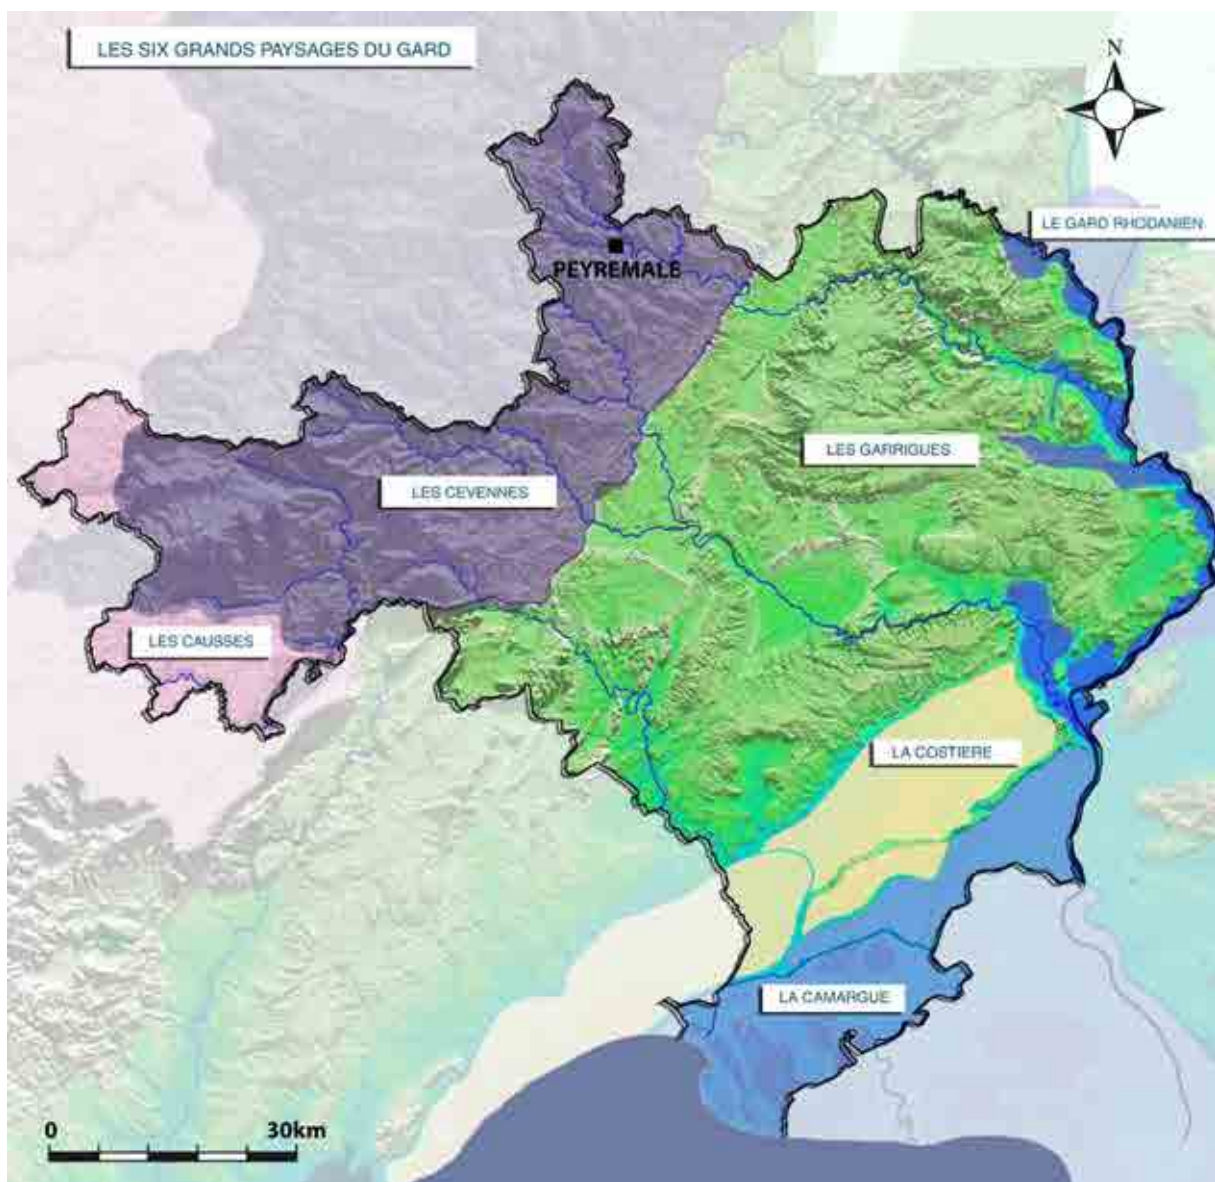 LES SIX GRANDS PAYSAGES DU GARD
N
LE GARD RHODANIEN
PEYREMALE
LES GARRIGUES
LES CEVENNES
LES CAUSSES
LA COSTIERE
LA CAMARGUE
0 30km